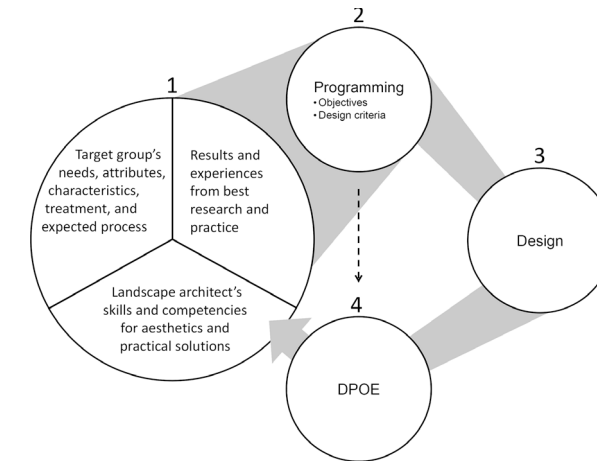 1
Target group's
needs, attributes,
characteristics,
treatment, and
expected process
Results and
experiences
from best
research and
practice
Landscape architect's
skills and competencies
for aesthetics and
practical solutions
2
Programming
• Objectives
• Design criteria
3
Design
4
DPOE